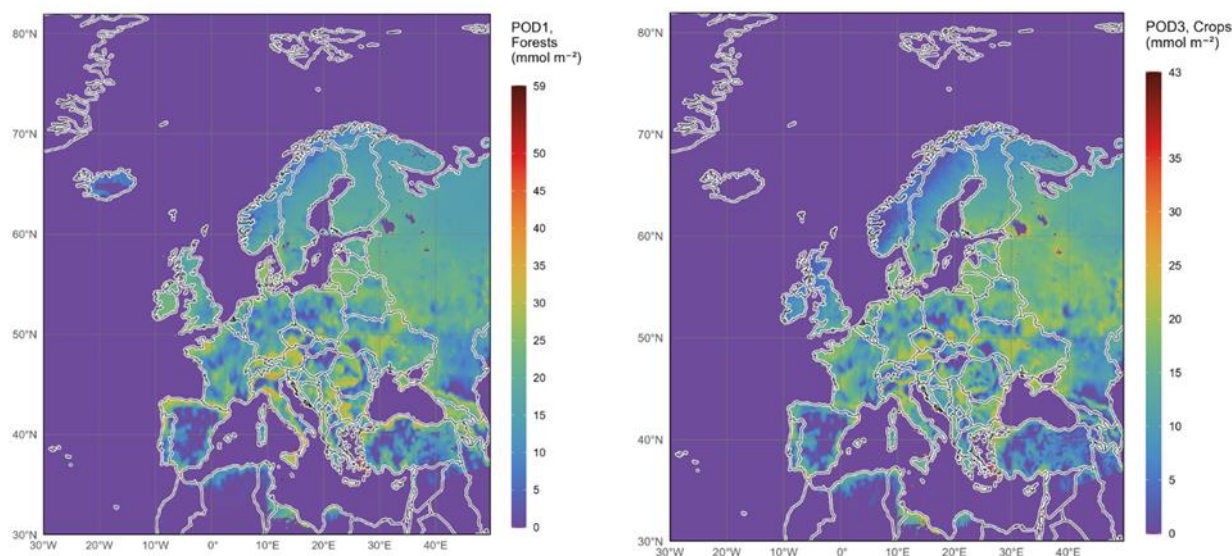 POD1,
Forests
(mmol m⁻²)
59
50
45
40
35
30
25
20
15
10
5
0
80°N
70°N
60°N
50°N
40°N
30°N
30°W
20°W
10°W
0°
10°E
20°E
30°E
40°E
POD3, Crops
(mmol m⁻²)
43
35
30
25
20
15
10
5
0
80°N
70°N
60°N
50°N
40°N
30°N
30°W
20°W
10°W
0°
10°E
20°E
30°E
40°E